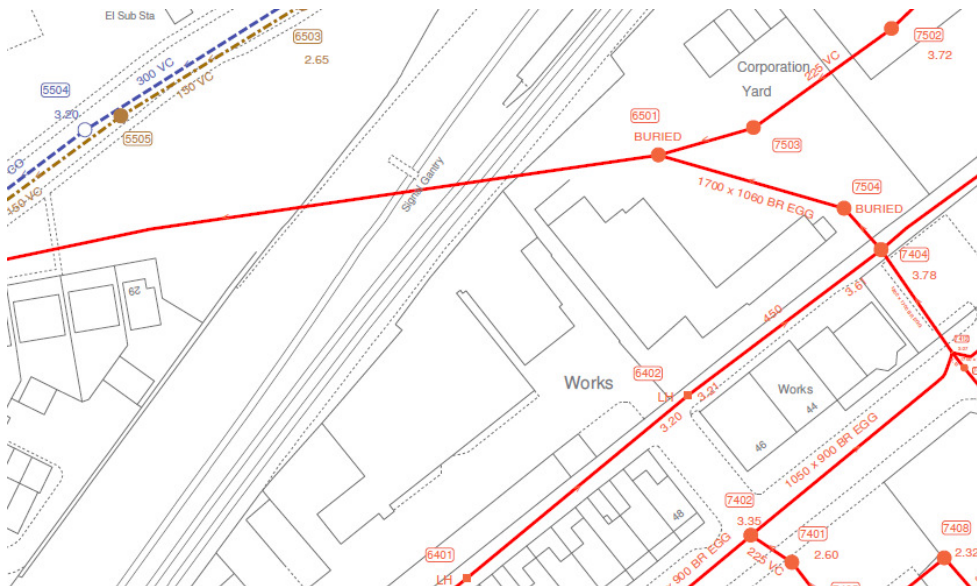 El Sub Sta
6503
2.65
300 VC
150 VC
5504
3.20
5505
CO
150 VC
7502
3.72
225 VC
Corporation
Yard
6501
BURIED
7503
Signal Gantry
1700 x 1060 BR EGG
7504
BURIED
7404
3.78
3.61
29
450
6402
LH
3.21
3.20
Works
Works
44
46
1050 x 900 BR EGG
48
7402
3.35
7401
2.60
225 VC
x 900 BR EGG
7408
2.32
6401
LH